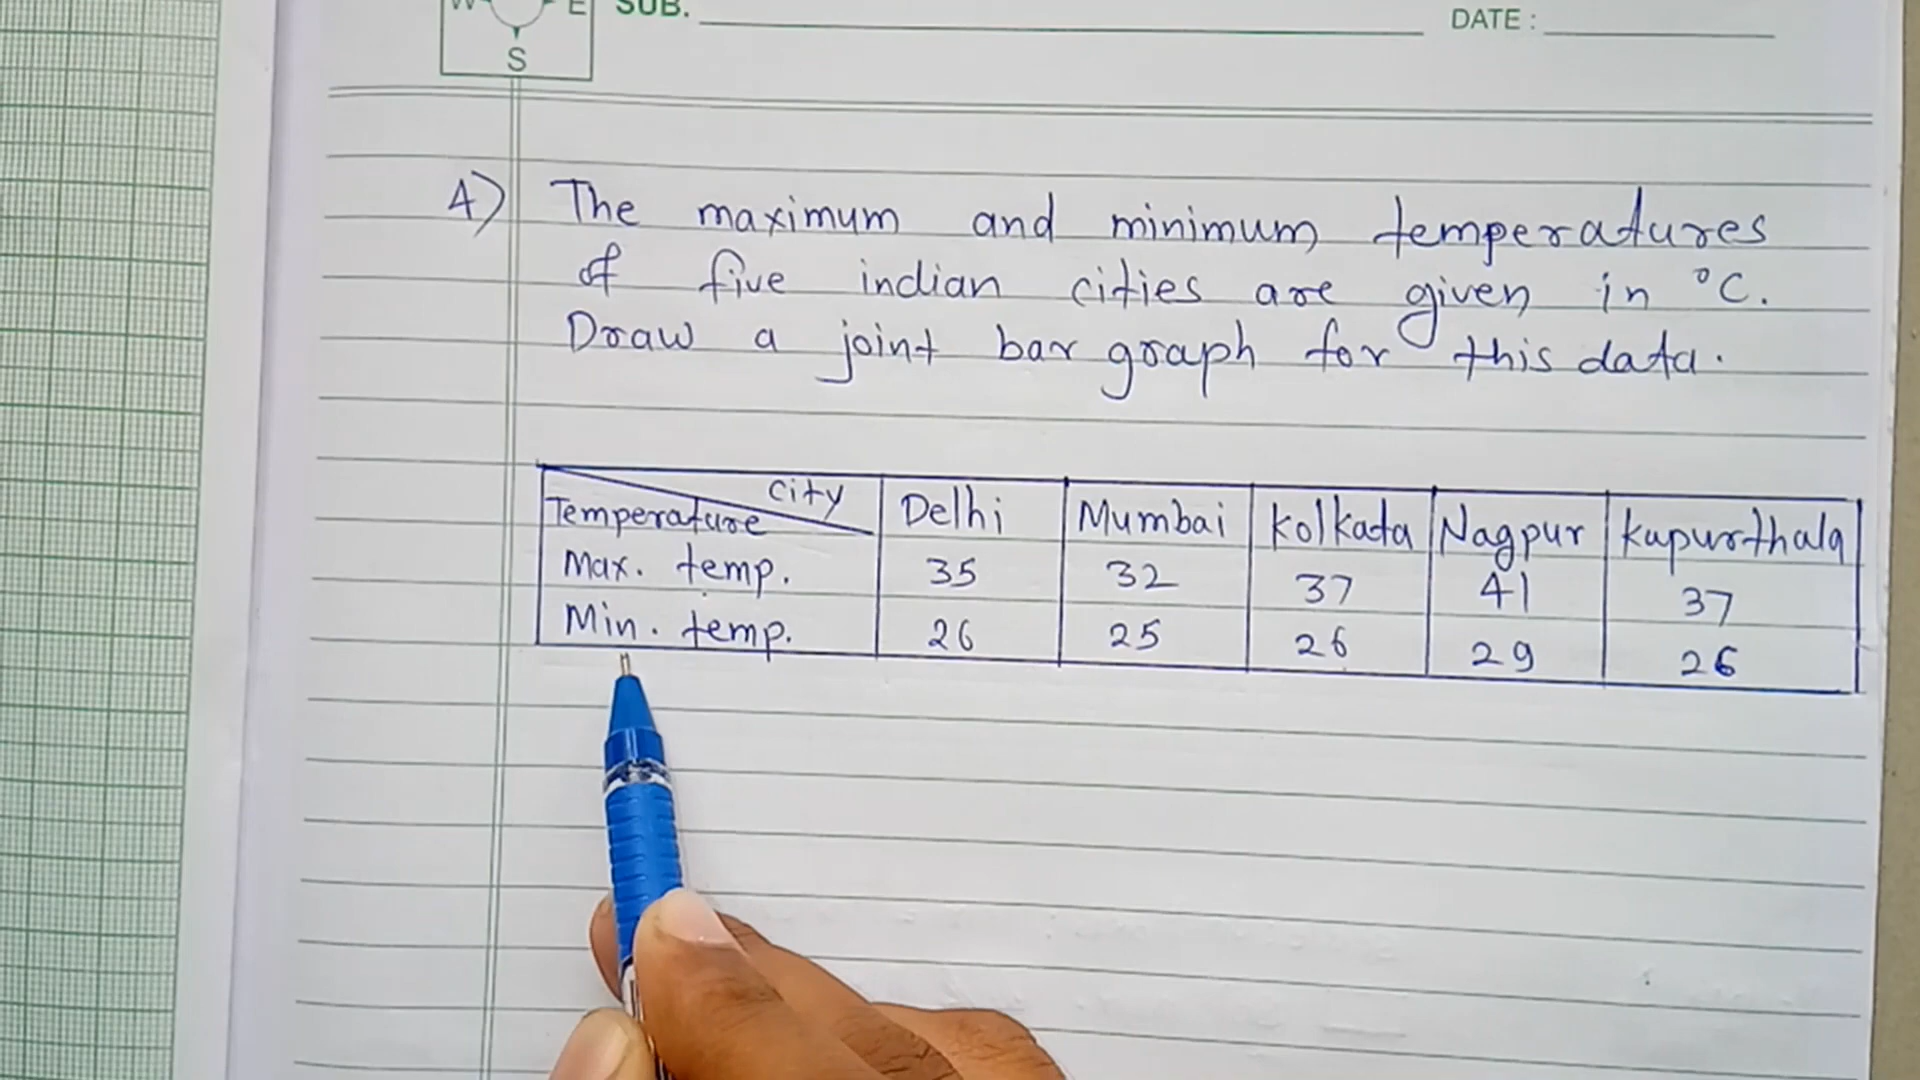 W E SUB. DATE :
S
4) The maximum and minimum temperatures
of five indian cities are given in °C.
Draw a joint bar graph for this data.
City
Temperature Delhi Mumbai Kolkata Nagpur Kapurthala
Max. temp. 35 32 37 41 37
Min. temp. 26 25 26 29 26